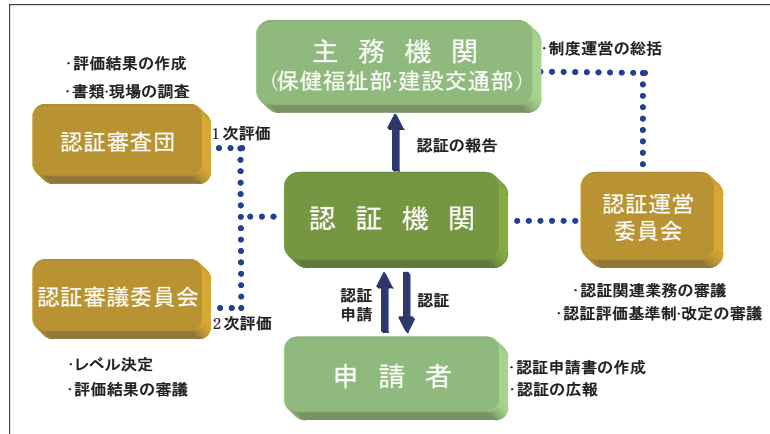 主務機関
(保健福祉部·建設交通部)
·制度運営の総括
·評価結果の作成
·書類·現場の調査
認証審査団
1次評価
認証の報告
認証機関
認証運営
委員会
·認証関連業務の審議
·認証評価基準制·改定の審議
認証審議委員会
2次評価
·レベル決定
·評価結果の審議
認証
申請
認証
申請者
·認証申請書の作成
·認証の広報